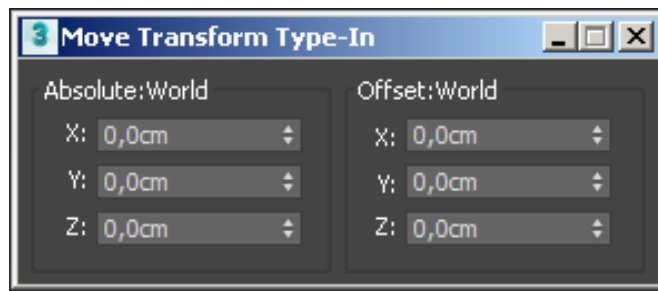 3 Move Transform Type-In
Absolute:World
X: 0,0cm
Y: 0,0cm
Z: 0,0cm
Offset:World
X: 0,0cm
Y: 0,0cm
Z: 0,0cm